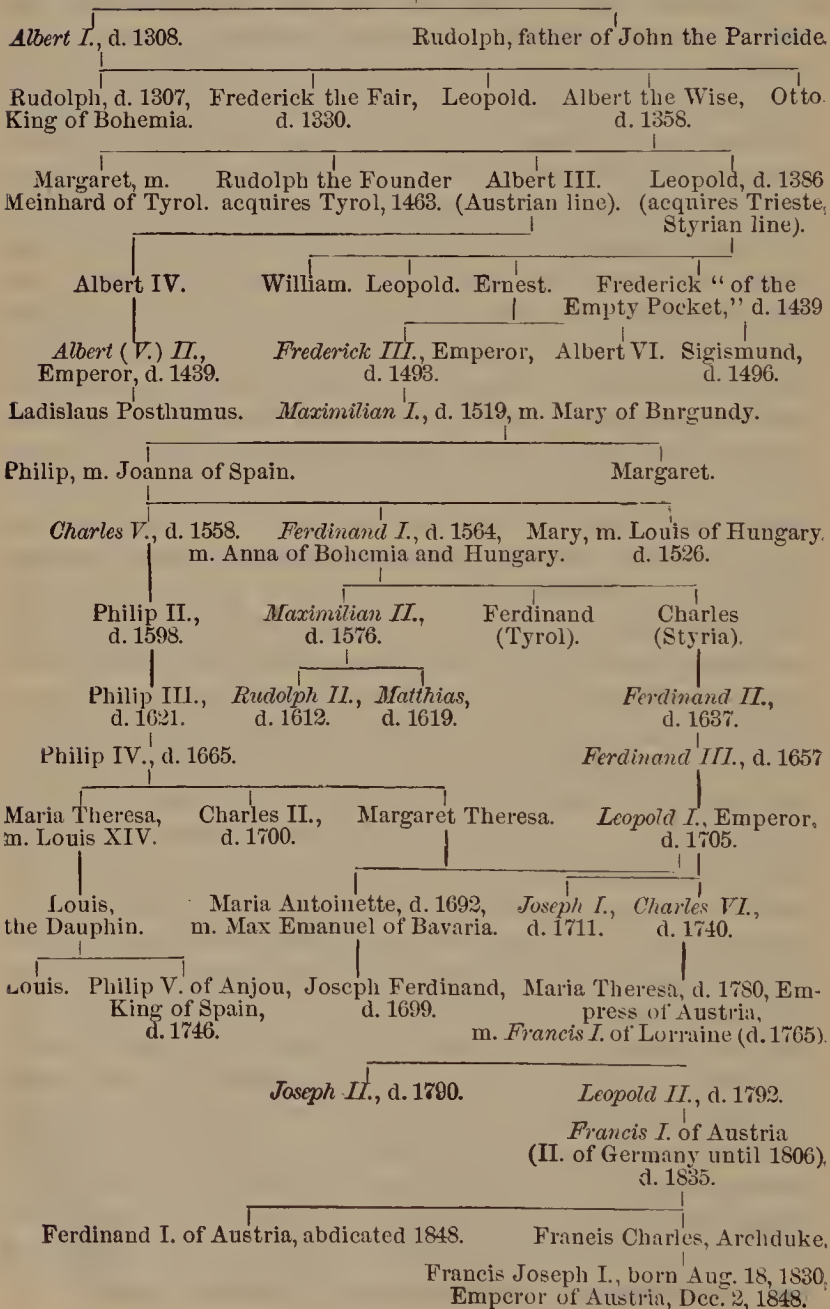 Albert I., d. 1308. Rudolph, father of John the Parricide.
Rudolph, d. 1307, Frederick the Fair, Leopold. Albert the Wise, Otto.
King of Bohemia. d. 1330. d. 1358.
Margaret, m. Rudolph the Founder Albert III. Leopold, d. 1386
Meinhard of Tyrol. acquires Tyrol, 1463. (Austrian line). (acquires Trieste,
Styrian line).
Albert IV. William. Leopold. Ernest. Frederick “ of the
Empty Pocket,” d. 1439
Albert (V.) II., Frederick III., Emperor, Albert VI. Sigismund,
Emperor, d. 1439. d. 1493. d. 1496.
Ladislaus Posthumus. Maximilian I., d. 1519, m. Mary of Bnrgundy.
Philip, m. Joanna of Spain. Margaret.
Charles V., d. 1558. Ferdinand I., d. 1564, Mary, m. Louis of Hungary.
m. Anna of Bohemia and Hungary. d. 1526.
Philip II., Maximilian II., Ferdinand Charles
d. 1598. d. 1576. (Tyrol). (Styria).
Philip III., Rudolph II., Matthias, Ferdinand II.,
d. 1621. d. 1612. d. 1619. d. 1637.
Philip IV., d. 1665. Ferdinand III., d. 1657
Maria Theresa, Charles II., Margaret Theresa. Leopold I., Emperor,
m. Louis XIV. d. 1700. d. 1705.
Louis, Maria Antoinette, d. 1692, Joseph I., Charles VI.,
the Dauphin. m. Max Emanuel of Bavaria. d. 1711. d. 1740.
Louis. Philip V. of Anjou, Joseph Ferdinand, Maria Theresa, d. 1780, Em-
King of Spain, d. 1699. press of Austria,
d. 1746. m. Francis I. of Lorraine (d. 1765).
Joseph II., d. 1790. Leopold II., d. 1792.
Francis I. of Austria
(II. of Germany until 1806),
d. 1835.
Ferdinand I. of Austria, abdicated 1848. Francis Charles, Archduke.
Francis Joseph I., born Aug. 18, 1830,
Emperor of Austria, Dec. 2, 1848.